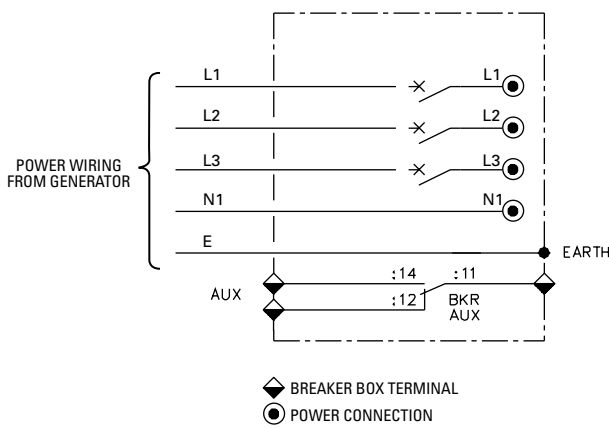 L1 L1
L2 L2
L3 L3
POWER WIRING
FROM GENERATOR
N1 N1
E
EARTH
:14 :11
AUX
:12 BKR
AUX
BREAKER BOX TERMINAL
POWER CONNECTION